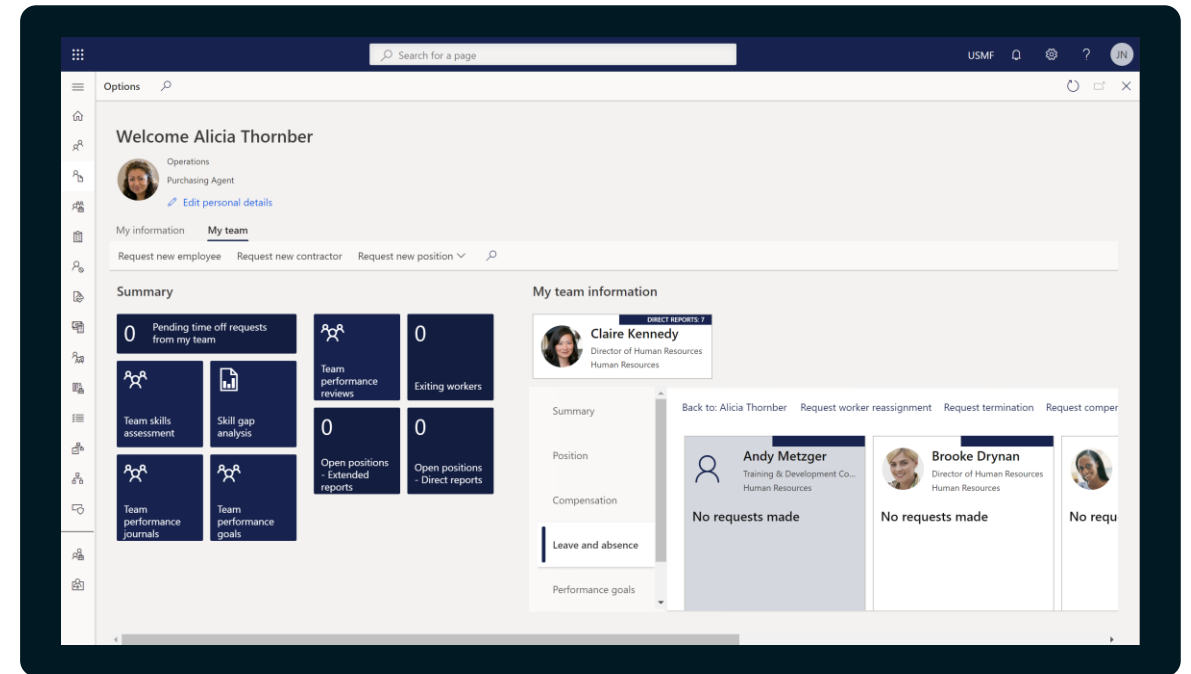 Search for a page
USMF
?
JN
Options
Welcome Alicia Thornber
Operations
Purchasing Agent
Edit personal details
My information
My team
Request new employee
Request new contractor
Request new position
Summary
0
Pending time off requests
from my team
Team
performance
reviews
0
Exiting workers
Team skills
assessment
Skill gap
analysis
0
Open positions
- Extended
reports
0
Open positions
- Direct reports
Team
performance
journals
Team
performance
goals
My team information
DIRECT REPORTS: 7
Claire Kennedy
Director of Human Resources
Human Resources
Summary
Position
Compensation
Leave and absence
Performance goals
Back to: Alicia Thornber
Request worker reassignment
Request termination
Request comper
Andy Metzger
Training & Development Co...
Human Resources
No requests made
Brooke Drynan
Director of Human Resources
Human Resources
No requests made
No requ